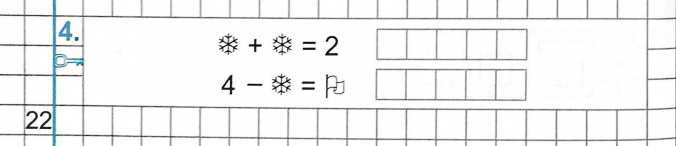 4.
❄ + ❄ = 2
4 − ❄ = ⚐
22